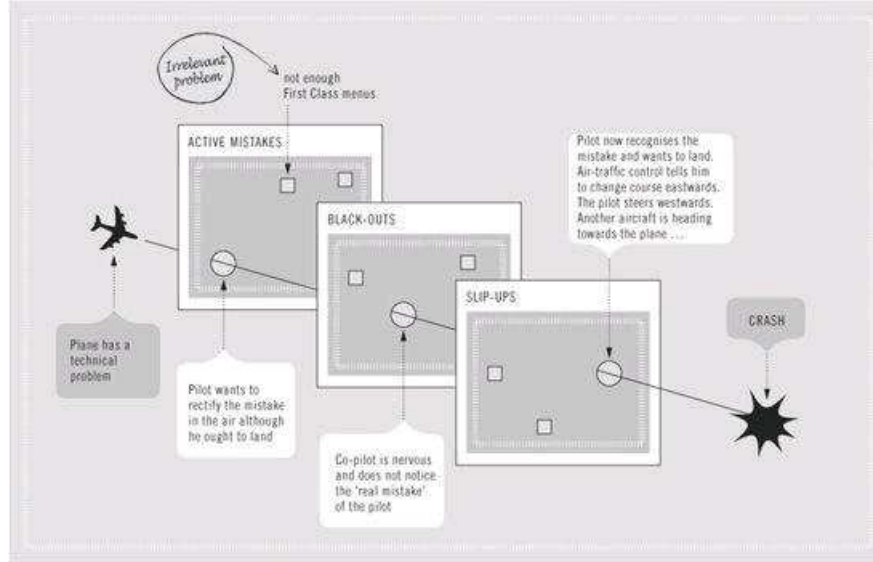 Irrelevant
problem
not enough
First Class menus
ACTIVE MISTAKES
BLACK-OUTS
SLIP-UPS
Pilot now recognises the
mistake and wants to land.
Air-traffic control tells him
to change course eastwards.
The pilot steers westwards.
Another aircraft is heading
towards the plane ...
CRASH
Plane has a
technical
problem
Pilot wants to
rectify the mistake
in the air although
he ought to land
Co-pilot is nervous
and does not notice
the 'real mistake'
of the pilot